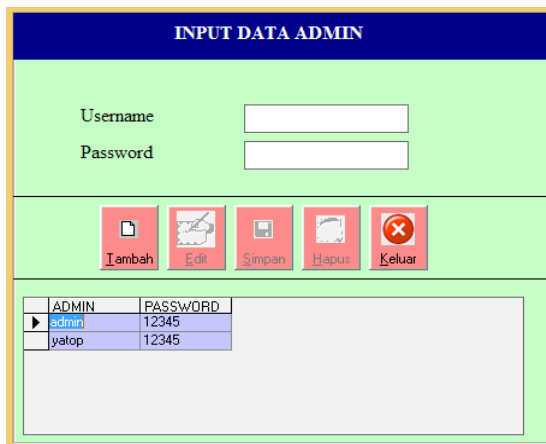 INPUT DATA ADMIN
Username
Password
Tambah Edit Simpan Hapus Keluar
ADMIN PASSWORD
admin 12345
yatop 12345